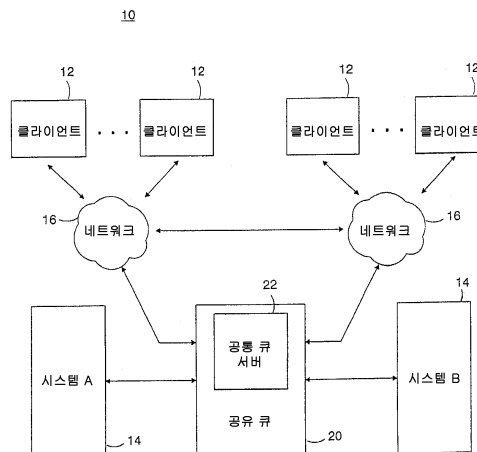 10
12 12 12 12
클라이언트 클라이언트 클라이언트 클라이언트
16 네트워크 네트워크 16
22 14
공통 큐
서버
시스템 A 시스템 B
공유 큐
14 20